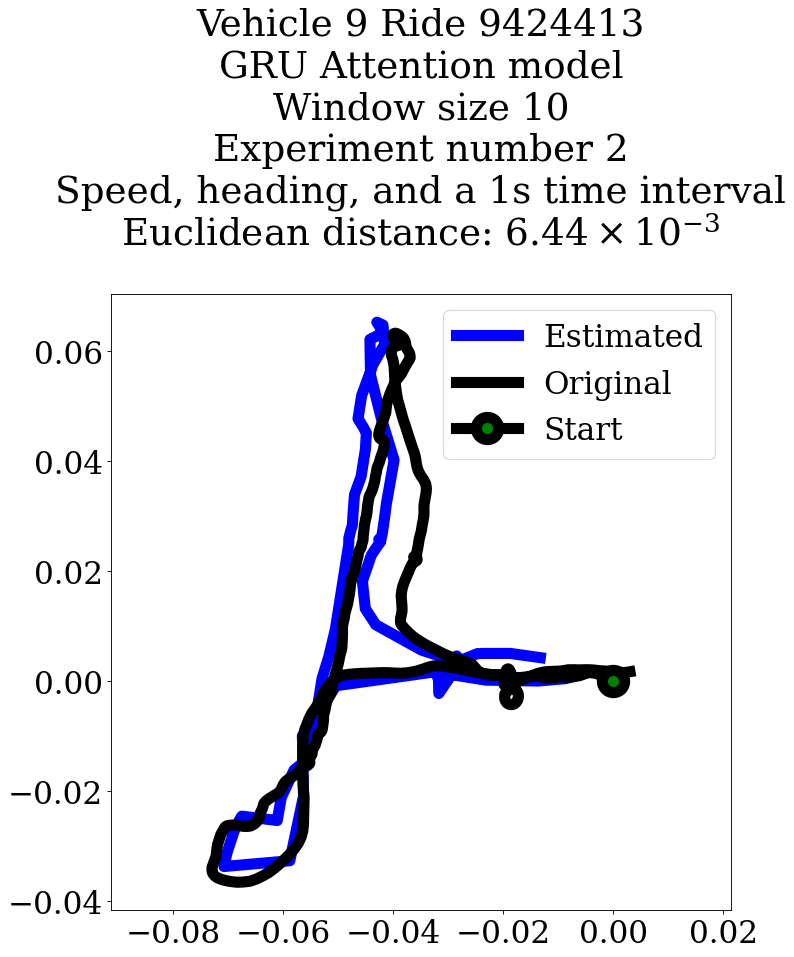 Vehicle 9 Ride 9424413
GRU Attention model
Window size 10
Experiment number 2
Speed, heading, and a 1s time interval
Euclidean distance: 6.44 × 10⁻³
Estimated
Original
Start
0.06
0.04
0.02
0.00
−0.02
−0.04
−0.08 −0.06 −0.04 −0.02 0.00 0.02